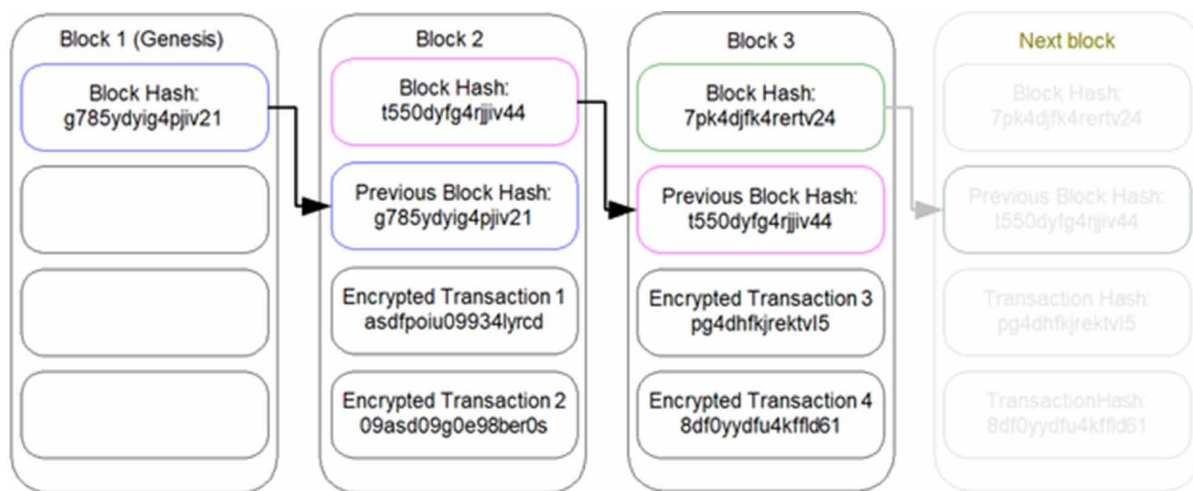 Block 1 (Genesis)
Block Hash:
g785ydyig4pjiv21
Block 2
Block Hash:
t550dyfg4rjjiv44
Previous Block Hash:
g785ydyig4pjiv21
Encrypted Transaction 1
asdfpoiu09934lyrcd
Encrypted Transaction 2
09asd09g0e98ber0s
Block 3
Block Hash:
7pk4djfk4rertv24
Previous Block Hash:
t550dyfg4rjjiv44
Encrypted Transaction 3
pg4dhfkjrektvl5
Encrypted Transaction 4
8df0yydfu4kffld61
Next block
Block Hash:
7pk4djfk4rertv24
Previous Block Hash:
t550dyfg4rjjiv44
Transaction Hash:
pg4dhfkjrektvl5
TransactionHash:
8df0yydfu4kffld61